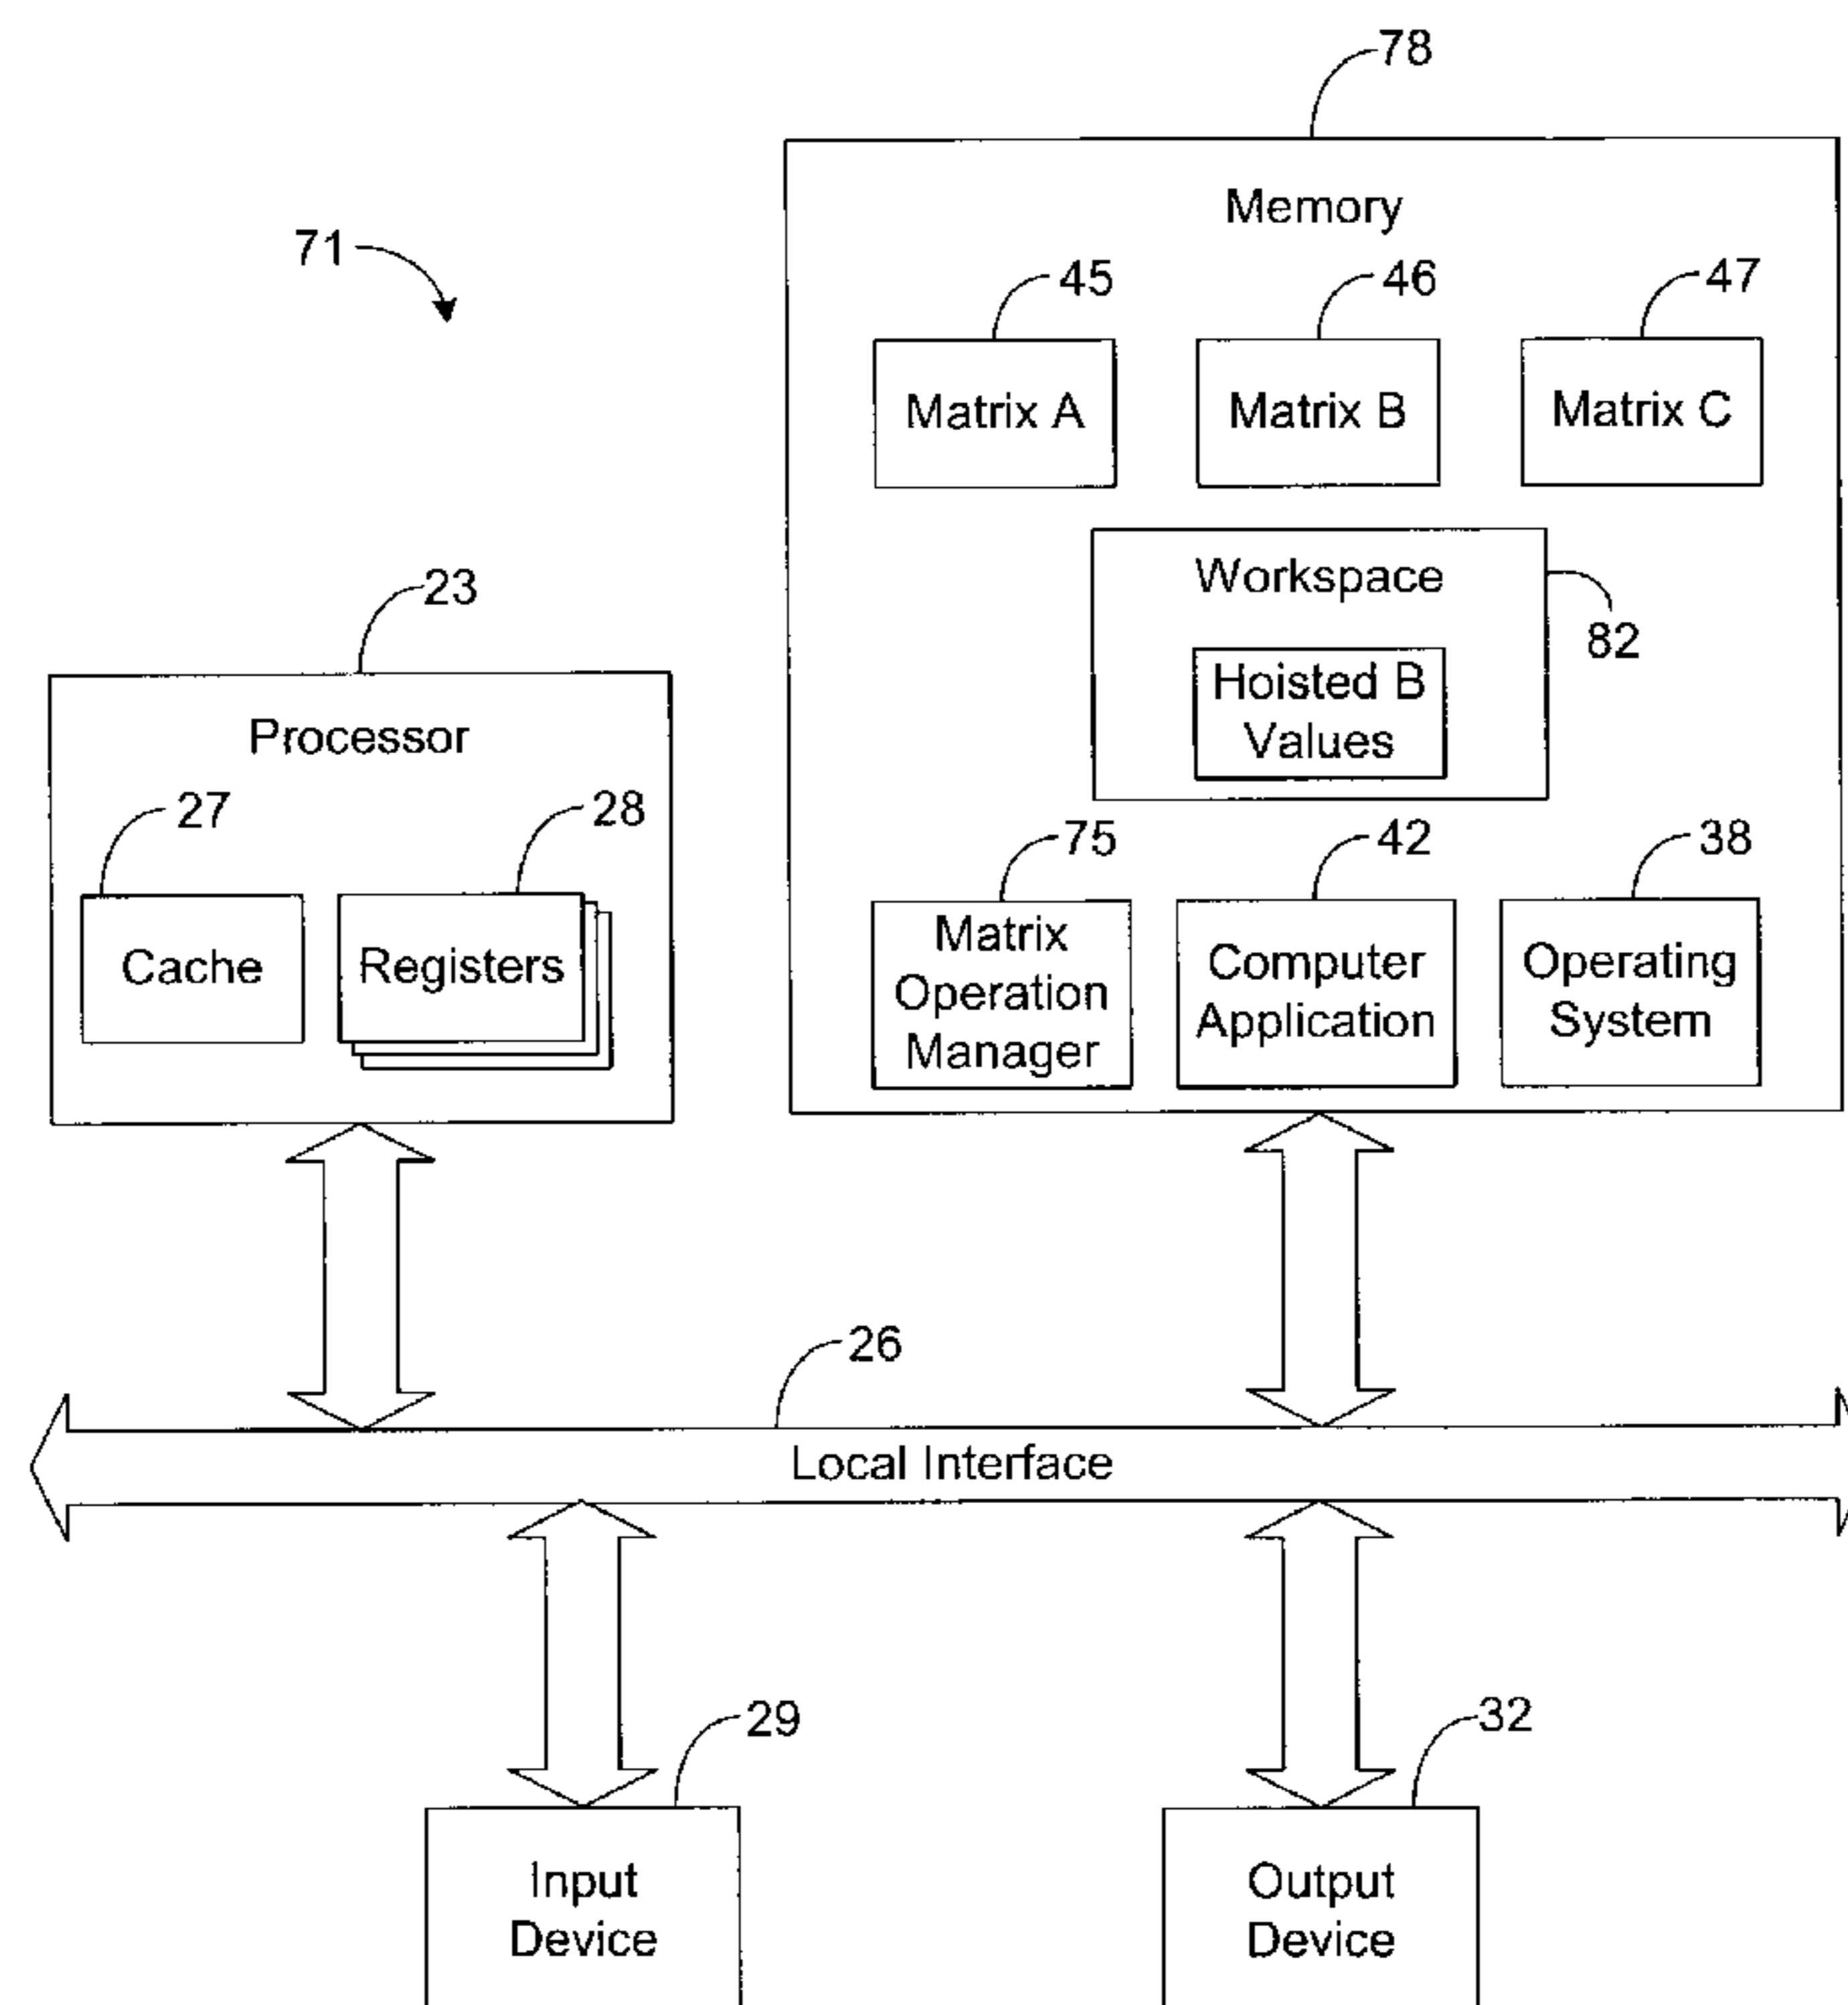 78
Memory
71
45
46
47
Matrix A
Matrix B
Matrix C
Workspace
82
Hoisted B
Values
23
Processor
27
28
Cache
Registers
75
42
38
Matrix
Operation
Manager
Computer
Application
Operating
System
26
Local Interface
29
32
Input
Device
Output
Device